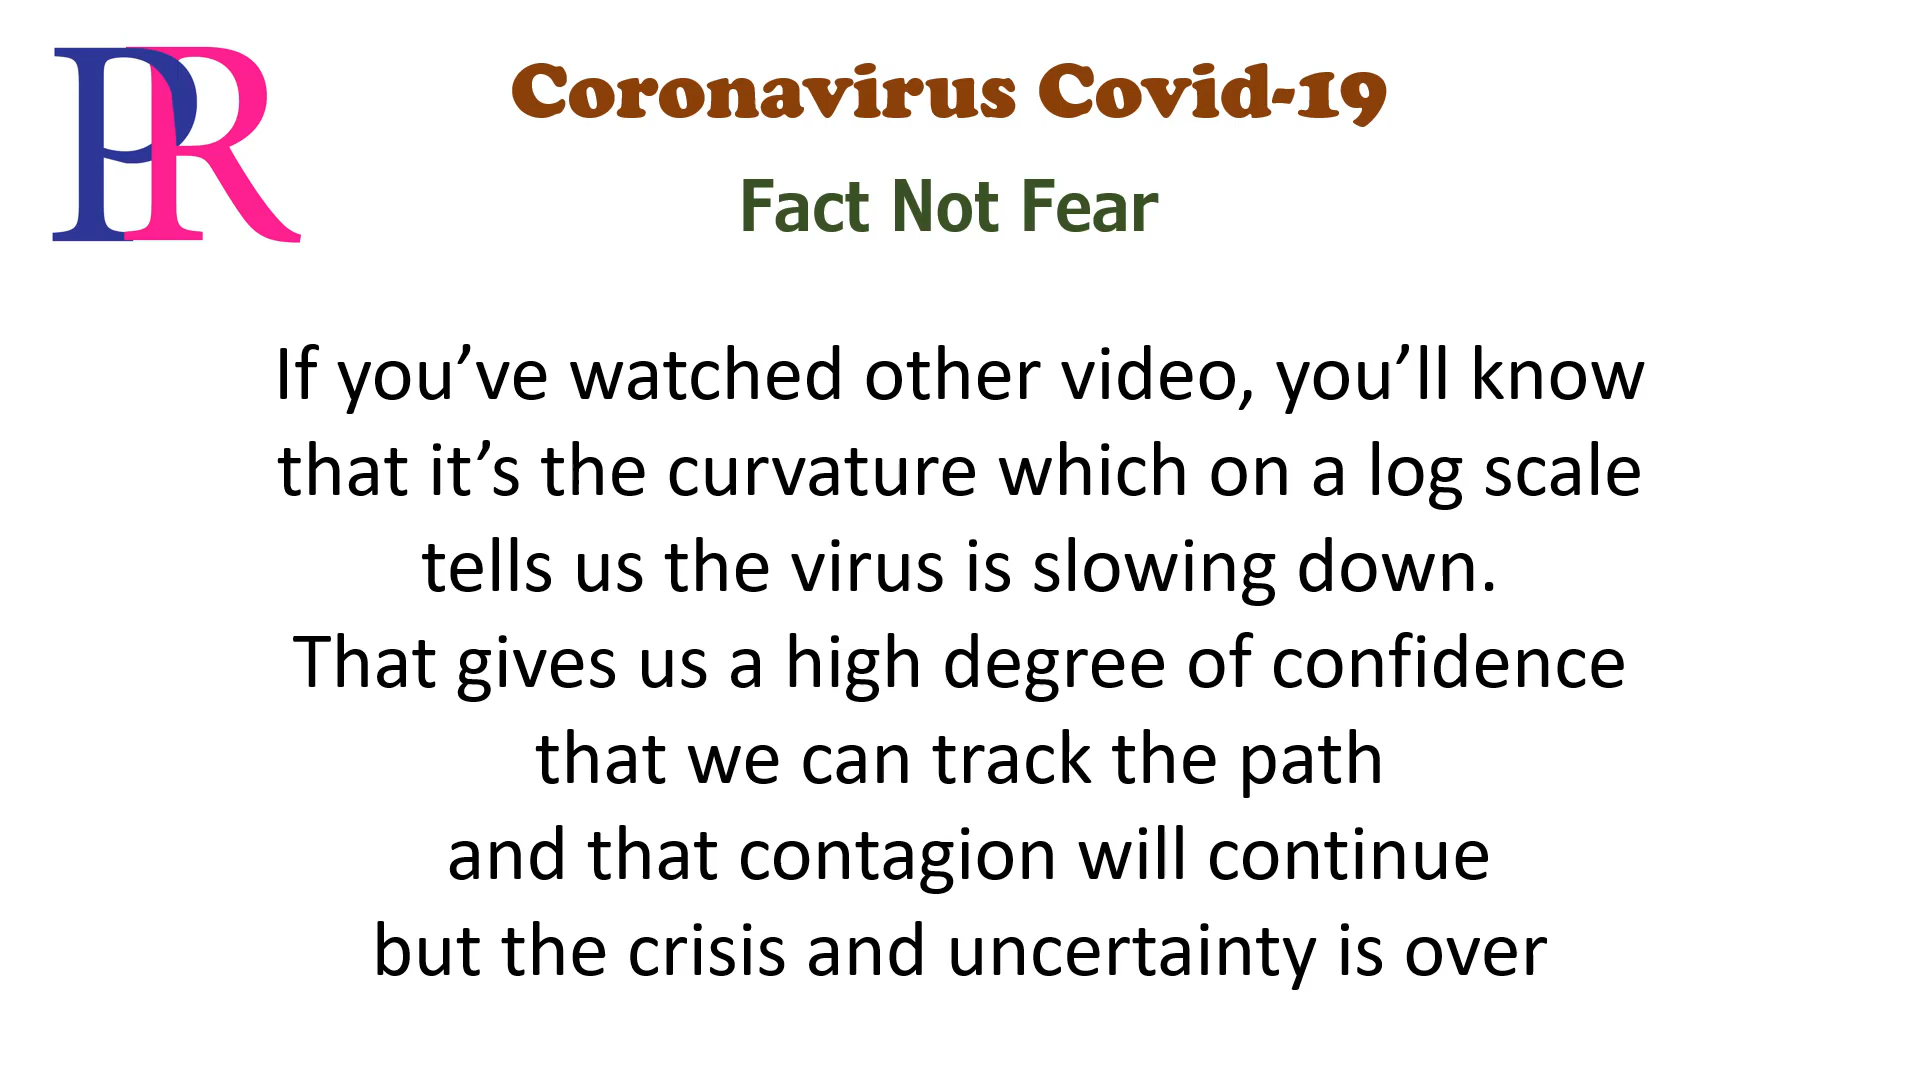 PR
Coronavirus Covid-19
Fact Not Fear
If you’ve watched other video, you’ll know
that it’s the curvature which on a log scale
tells us the virus is slowing down.
That gives us a high degree of confidence
that we can track the path
and that contagion will continue
but the crisis and uncertainty is over